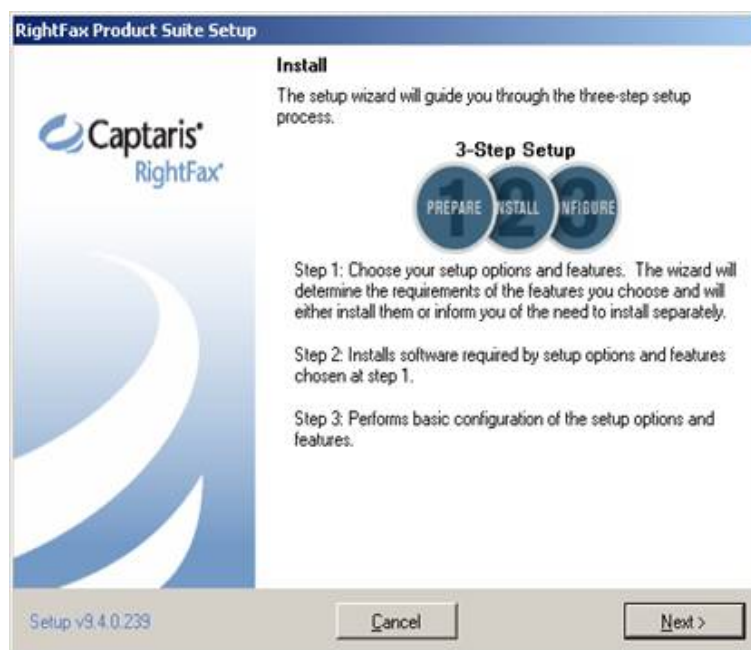 RightFax Product Suite Setup
Captaris
RightFax
Install
The setup wizard will guide you through the three-step setup
process.
3-Step Setup
PREPARE
NSTALL
NFIGURE
Step 1: Choose your setup options and features. The wizard will
determine the requirements of the features you choose and will
either install them or inform you of the need to install separately.
Step 2: Installs software required by setup options and features
chosen at step 1.
Step 3: Performs basic configuration of the setup options and
features.
Setup v9.4.0.239
Cancel
Next >